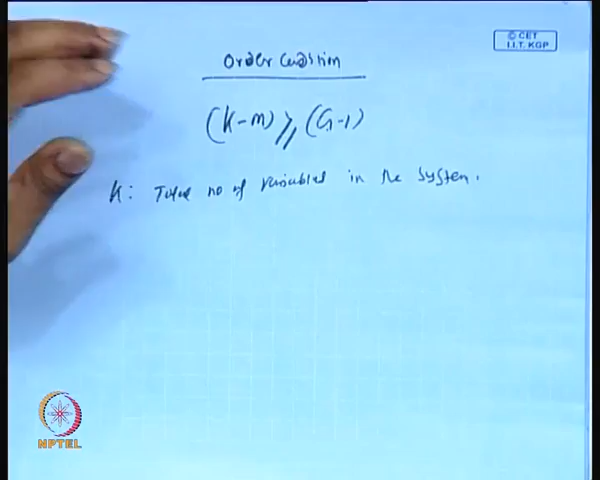 © CET
I.I.T. KGP
Order Condition
(K-m) ≥ (G-1)
K: Total no of variables in the system.
NPTEL